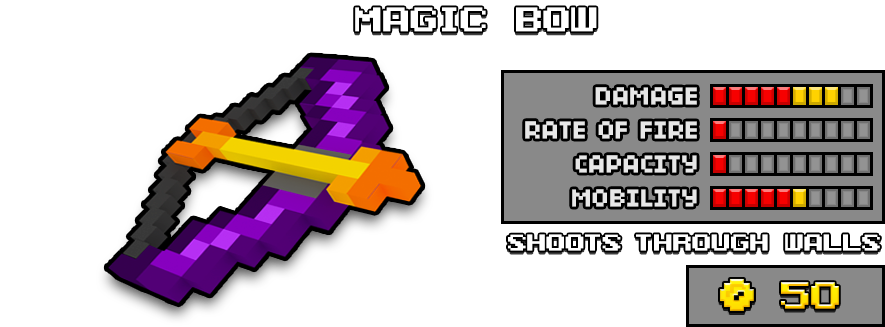 MAGIC BOW
DAMAGE
RATE OF FIRE
CAPACITY
MOBILITY
SHOOTS THROUGH WALLS
50